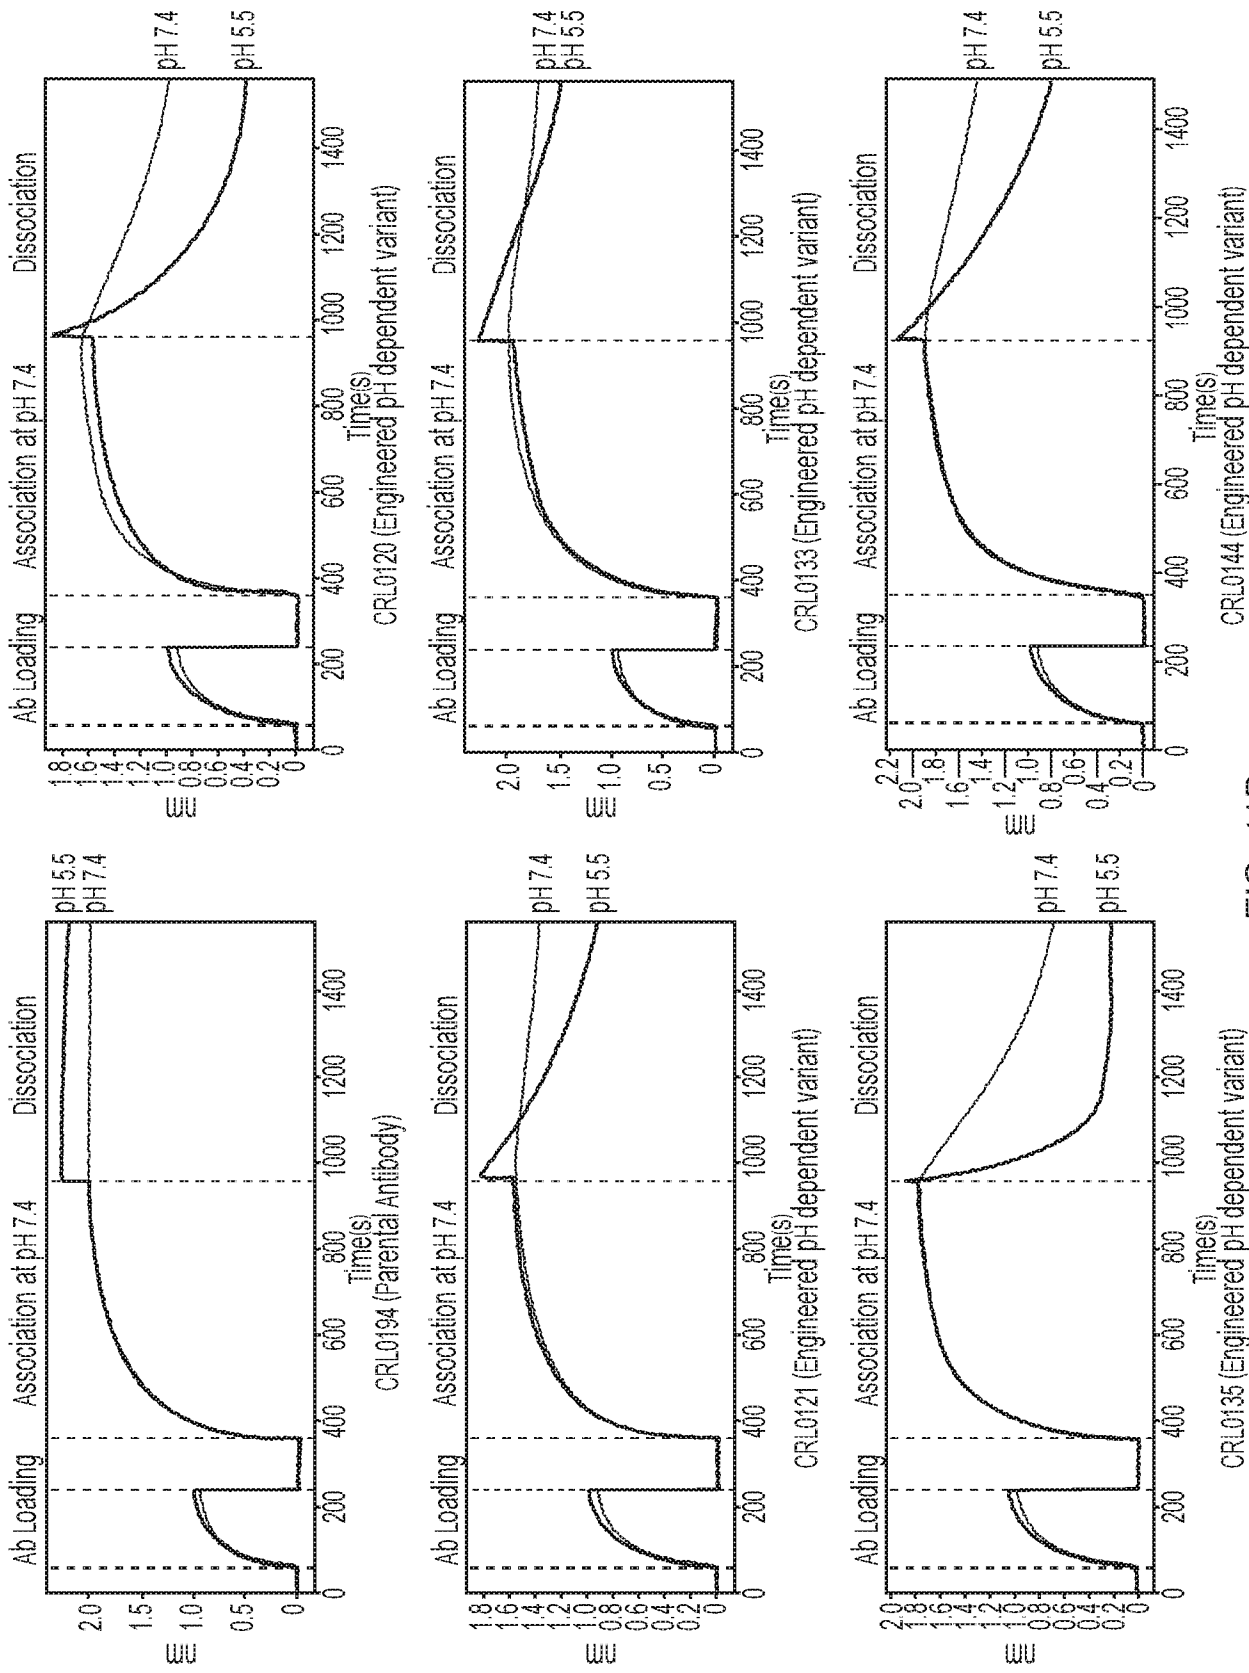 Ab Loading Association at pH 7.4 Dissociation
2.0
1.5
1.0
0.5
0
pH 5.5
pH 7.4
0 200 400 600 800 1000 1200 1400
Time(s)
CRL0194 (Parental Antibody)
Ab Loading Association at pH 7.4 Dissociation
1.8
1.6
1.4
1.2
1.0
0.8
0.6
0.4
0.2
0
pH 7.4
pH 5.5
0 200 400 600 800 1000 1200 1400
Time(s)
CRL0120 (Engineered pH dependent variant)
Ab Loading Association at pH 7.4 Dissociation
1.8
1.6
1.4
1.2
1.0
0.8
0.6
0.4
0.2
0
pH 7.4
pH 5.5
0 200 400 600 800 1000 1200 1400
Time(s)
CRL0121 (Engineered pH dependent variant)
Ab Loading Association at pH 7.4 Dissociation
2.0
1.5
1.0
0.5
0
pH 7.4
pH 5.5
0 200 400 600 800 1000 1200 1400
Time(s)
CRL0133 (Engineered pH dependent variant)
Ab Loading Association at pH 7.4 Dissociation
2.0
1.8
1.6
1.4
1.2
1.0
0.8
0.6
0.4
0.2
0
pH 7.4
pH 5.5
0 200 400 600 800 1000 1200 1400
Time(s)
CRL0135 (Engineered pH dependent variant)
Ab Loading Association at pH 7.4 Dissociation
2.2
2.0
1.8
1.6
1.4
1.2
1.0
0.8
0.6
0.4
0.2
0
pH 7.4
pH 5.5
0 200 400 600 800 1000 1200 1400
Time(s)
CRL0144 (Engineered pH dependent variant)